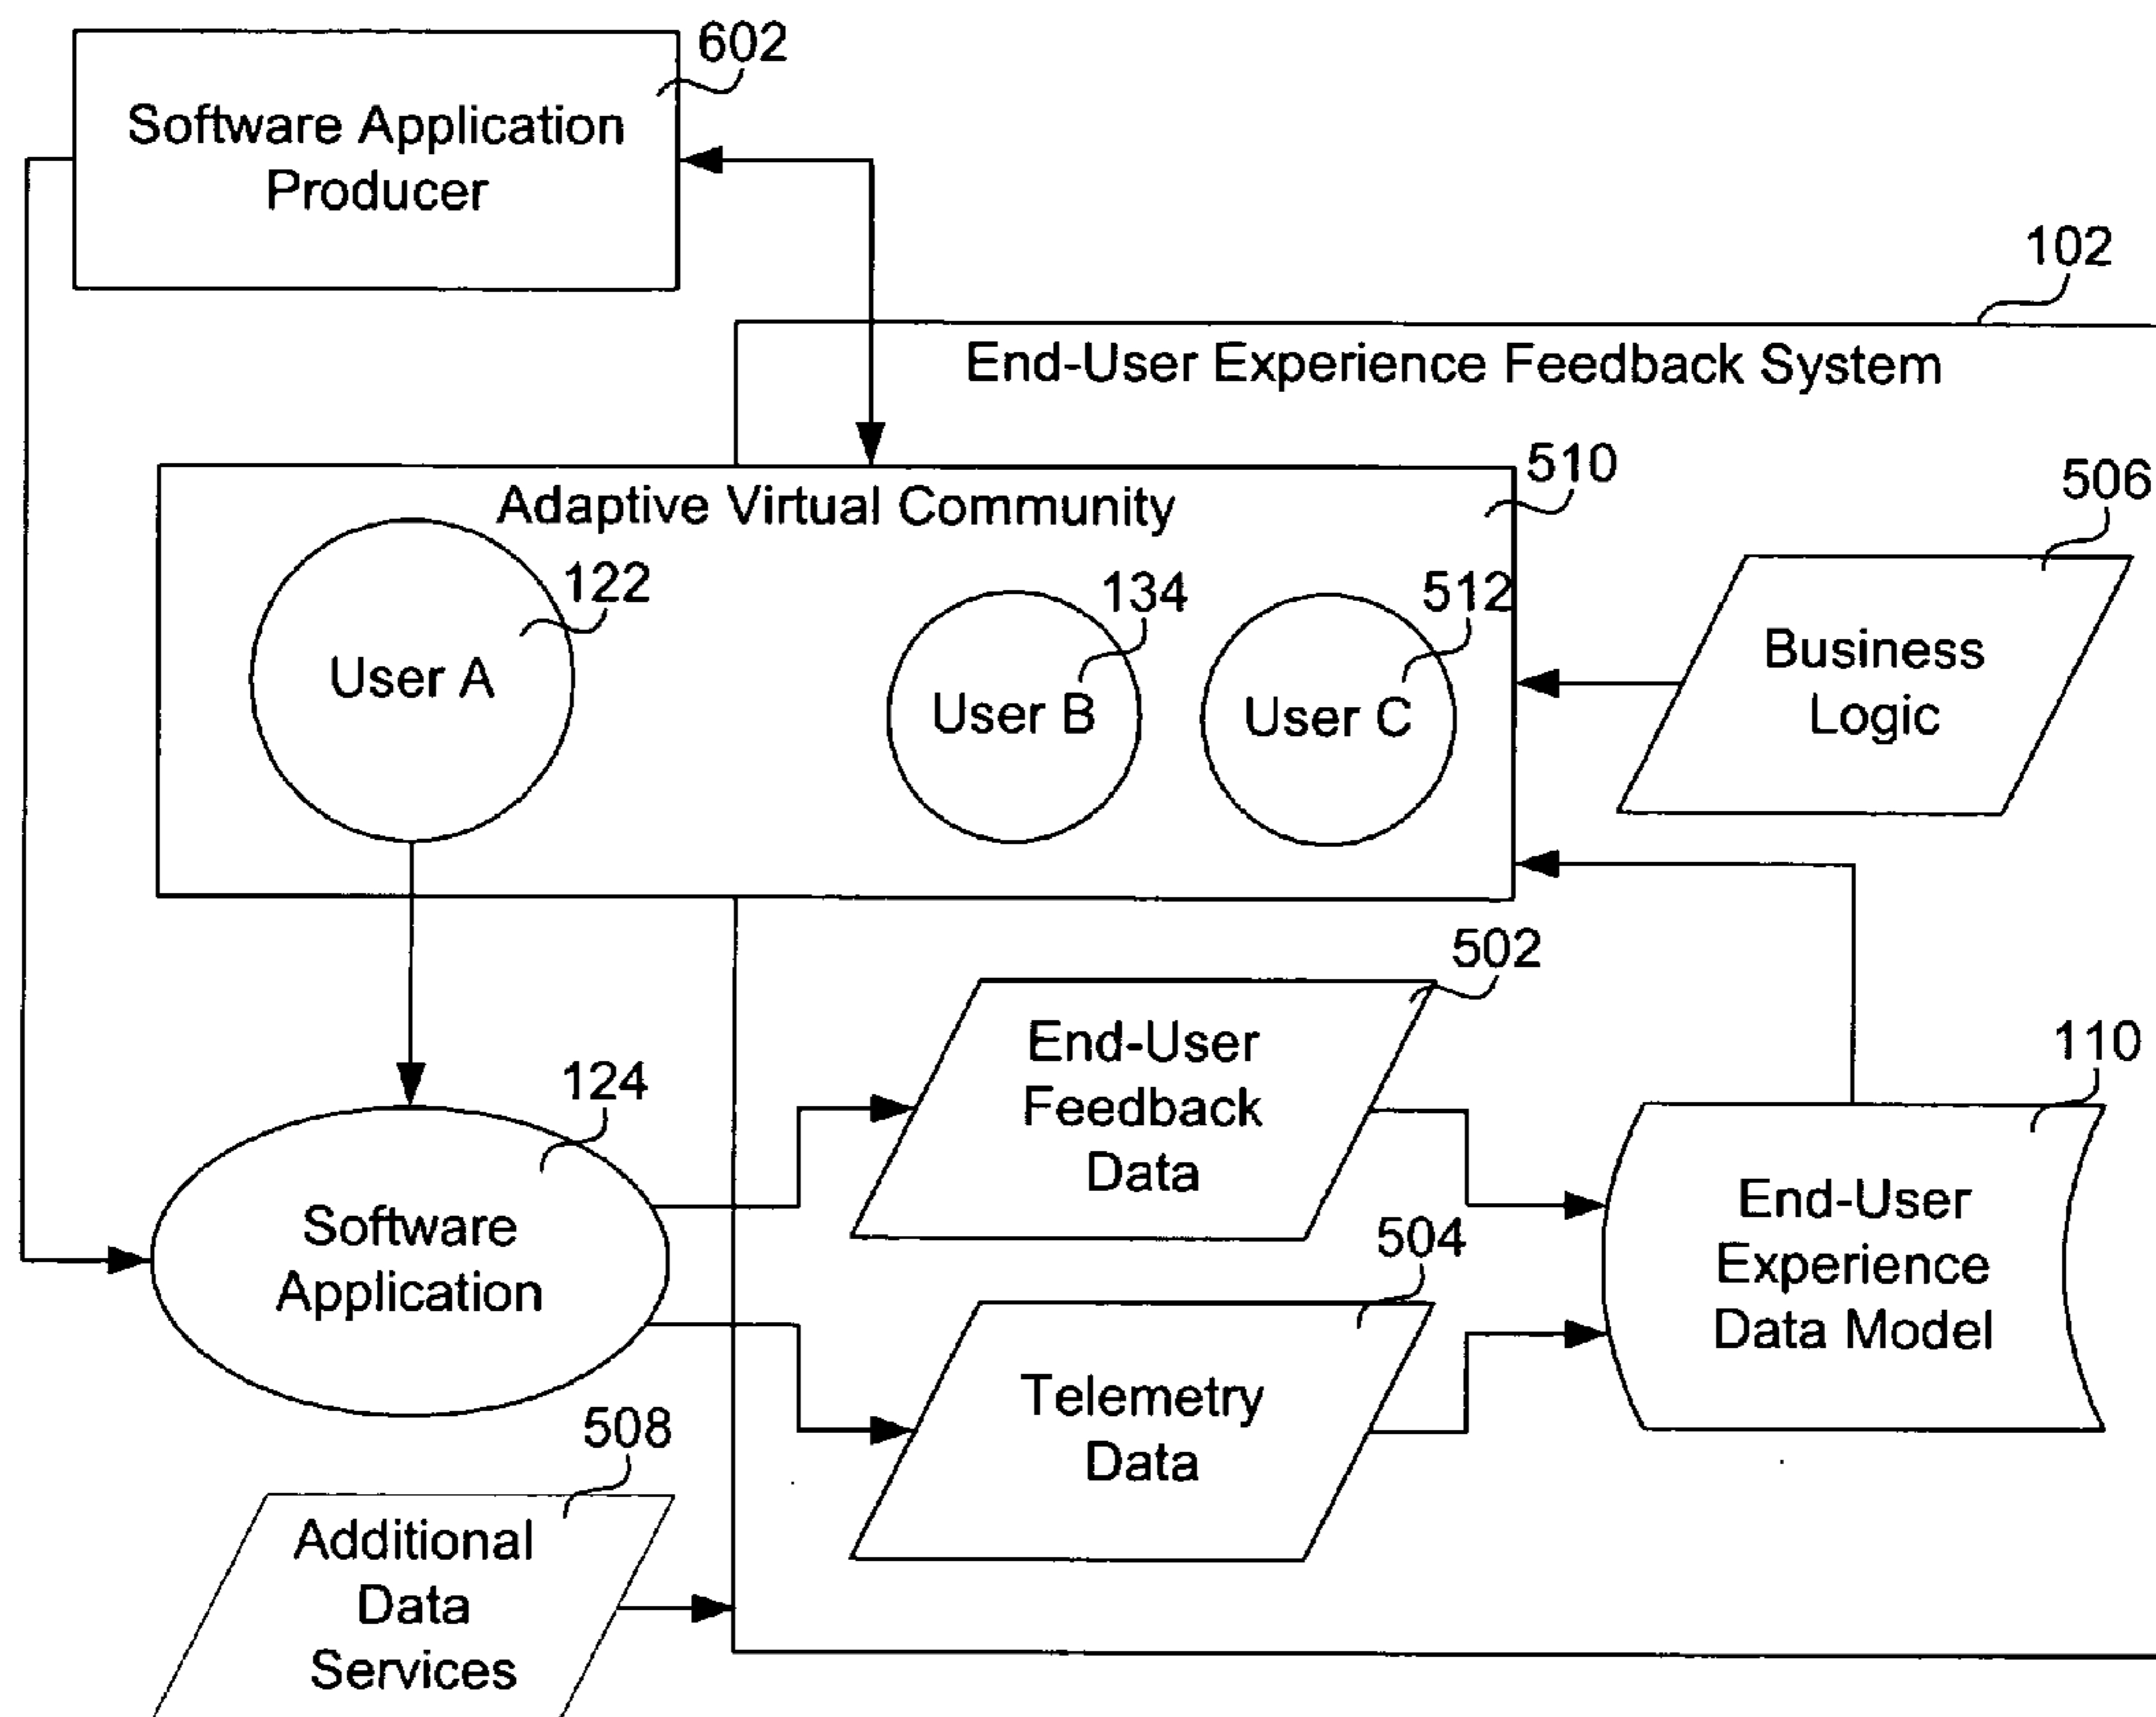 602
Software Application
Producer
102
End-User Experience Feedback System
510
Adaptive Virtual Community
506
122
134
512
User A
User B
User C
Business
Logic
502
End-User
Feedback
Data
110
124
Software
Application
End-User
Experience
Data Model
504
Telemetry
Data
508
Additional
Data
Services